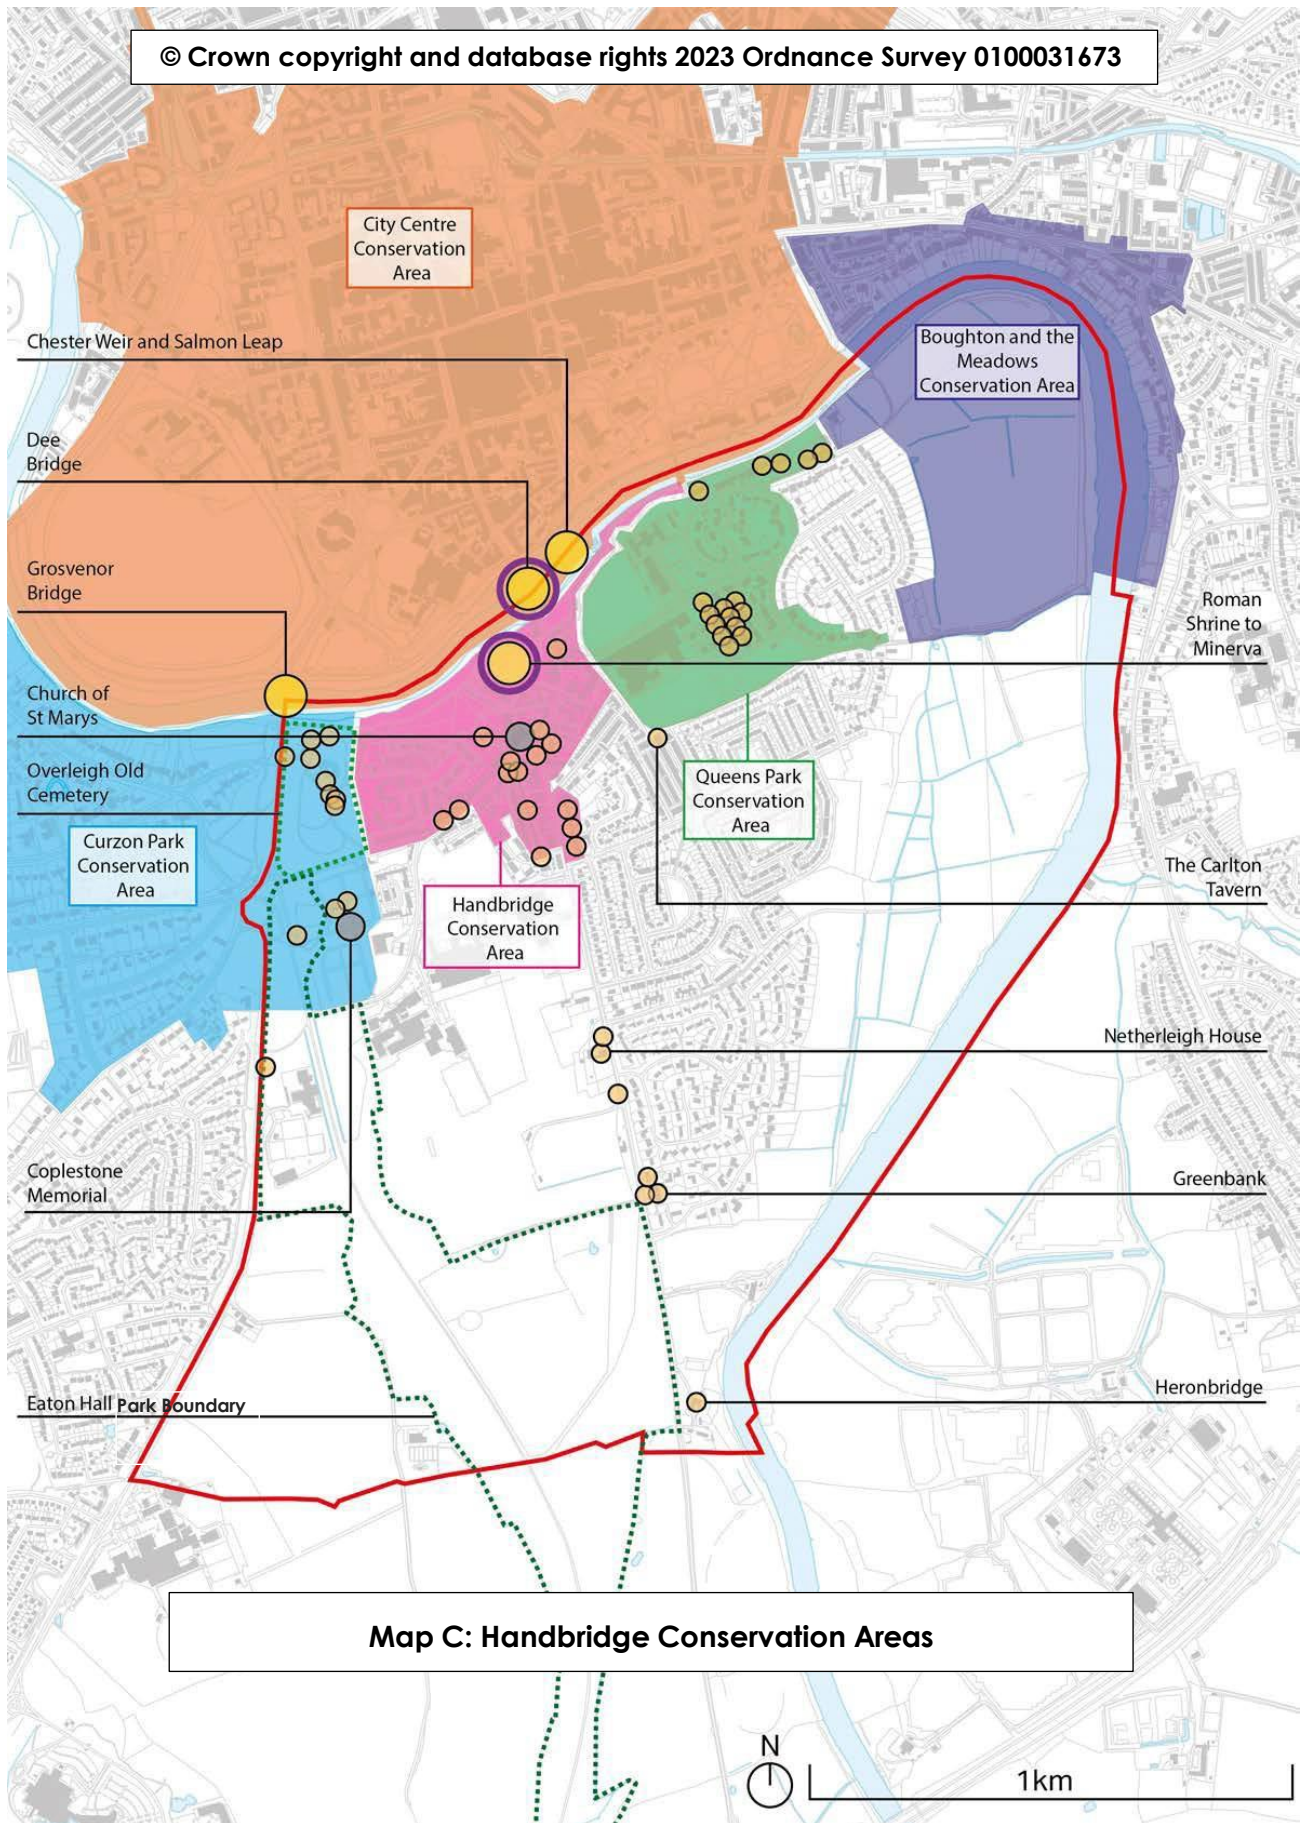 © Crown copyright and database rights 2023 Ordnance Survey 0100031673
City Centre
Conservation
Area
Chester Weir and Salmon Leap
Boughton and the
Meadows
Conservation Area
Dee
Bridge
Grosvenor
Bridge
Roman
Shrine to
Minerva
Church of
St Marys
Overleigh Old
Cemetery
Queens Park
Conservation
Area
Curzon Park
Conservation
Area
The Carlton
Tavern
Handbridge
Conservation
Area
Netherleigh House
Coplestone
Memorial
Greenbank
Eaton Hall Park Boundary
Heronbridge
Map C: Handbridge Conservation Areas
N
1km